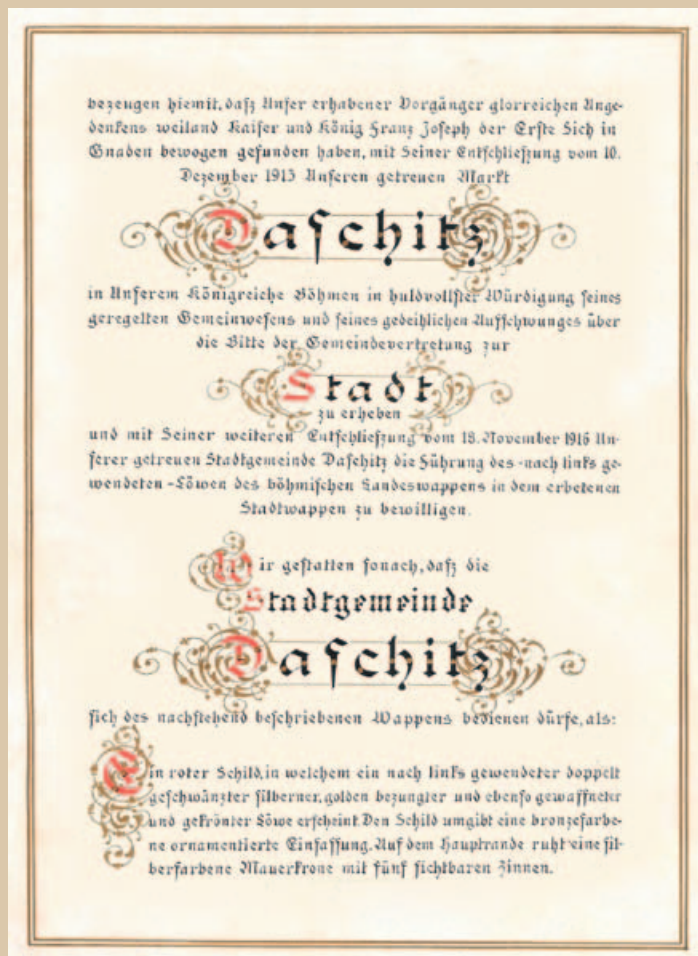 bezeugen hiemit, daſz Unſer erhabener Vorgänger glorreichen Ange-
denkens weiland Kaiſer und König Franz Joſeph der Erſte Sich in
Gnaden bewogen gefunden haben, mit Seiner Entſchlieſzung vom 10.
Dezember 1913 Unſeren getreuen Markt
Daſchitz
in Unſerem Königreiche Böhmen in huldvollſter Würdigung ſeines
geregelten Gemeinweſens und ſeines gedeihlichen Aufſchwunges über
die Bitte der Gemeindevertretung zur
Stadt
zu erheben
und mit Seiner weiteren Entſchlieſzung vom 18. November 1916 Un-
ſerer getreuen Stadtgemeinde Daſchitz die Führung des -nach links ge-
wendeten -Löwen des böhmiſchen Landeswappens in dem erbetenen
Stadtwappen zu bewilligen.
Wir geſtatten ſonach, daſz die
Stadtgemeinde
Daſchitz
ſich des nachſtehend beſchriebenen Wappens bedienen dürfe, als:
Ein roter Schild, in welchem ein nach links gewendeter doppelt
geſchwänzter ſilberner, golden bezungter und ebenſo gewaffneter
und gekrönter Löwe erſcheint. Den Schild umgibt eine bronzefarbe-
ne ornamentierte Einfaſſung. Auf dem Hauptrande ruht eine ſil-
berfarbene Mauerkrone mit fünf ſichtbaren Zinnen.